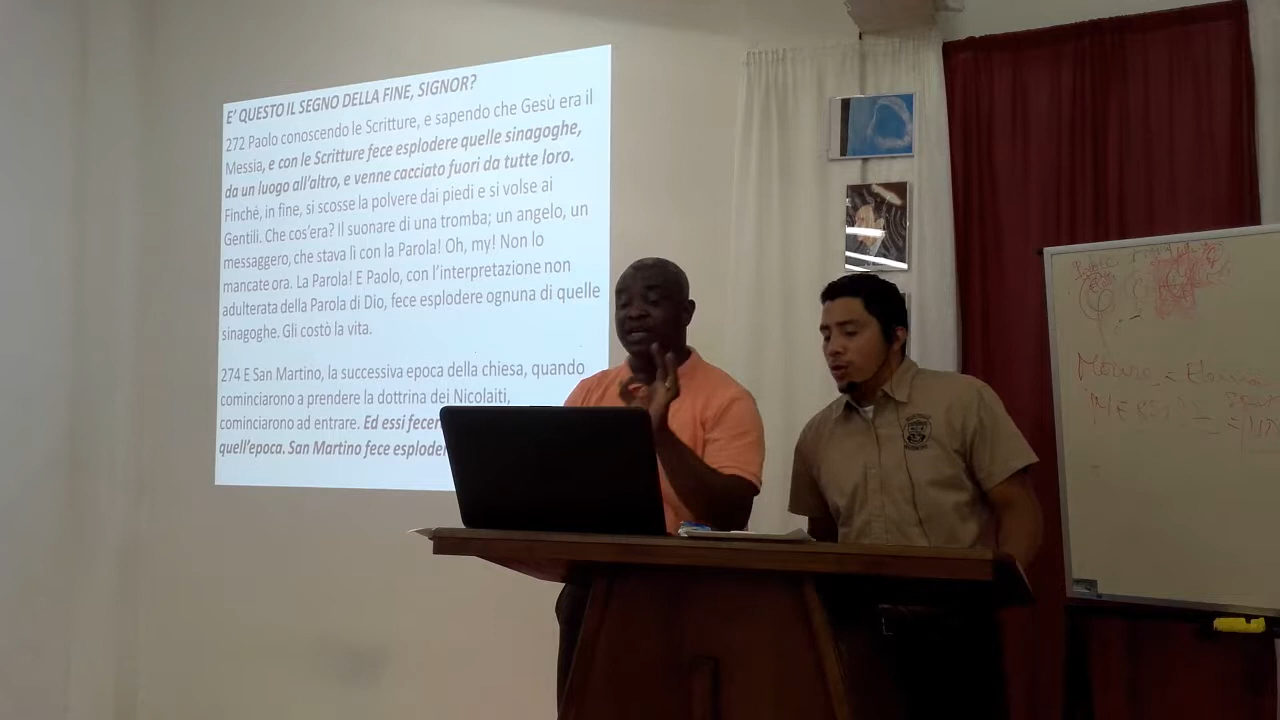 E' QUESTO IL SEGNO DELLA FINE, SIGNOR?
272 Paolo conoscendo le Scritture, e sapendo che Gesù era il
Messia, e con le Scritture fece esplodere quelle sinagoghe,
da un luogo all'altro, e venne cacciato fuori da tutte loro.
Finché, in fine, si scosse la polvere dai piedi e si volse ai
Gentili. Che cos'era? Il suonare di una tromba; un angelo, un
messaggero, che stava lì con la Parola! Oh, my! Non lo
mancate ora. La Parola! E Paolo, con l'interpretazione non
adulterata della Parola di Dio, fece esplodere ognuna di quelle
sinagoghe. Gli costò la vita.
274 E San Martino, la successiva epoca della chiesa, quando
cominciarono a prendere la dottrina dei Nicolaiti,
cominciarono ad entrare. Ed essi fecer
quell'epoca. San Martino fece esploder